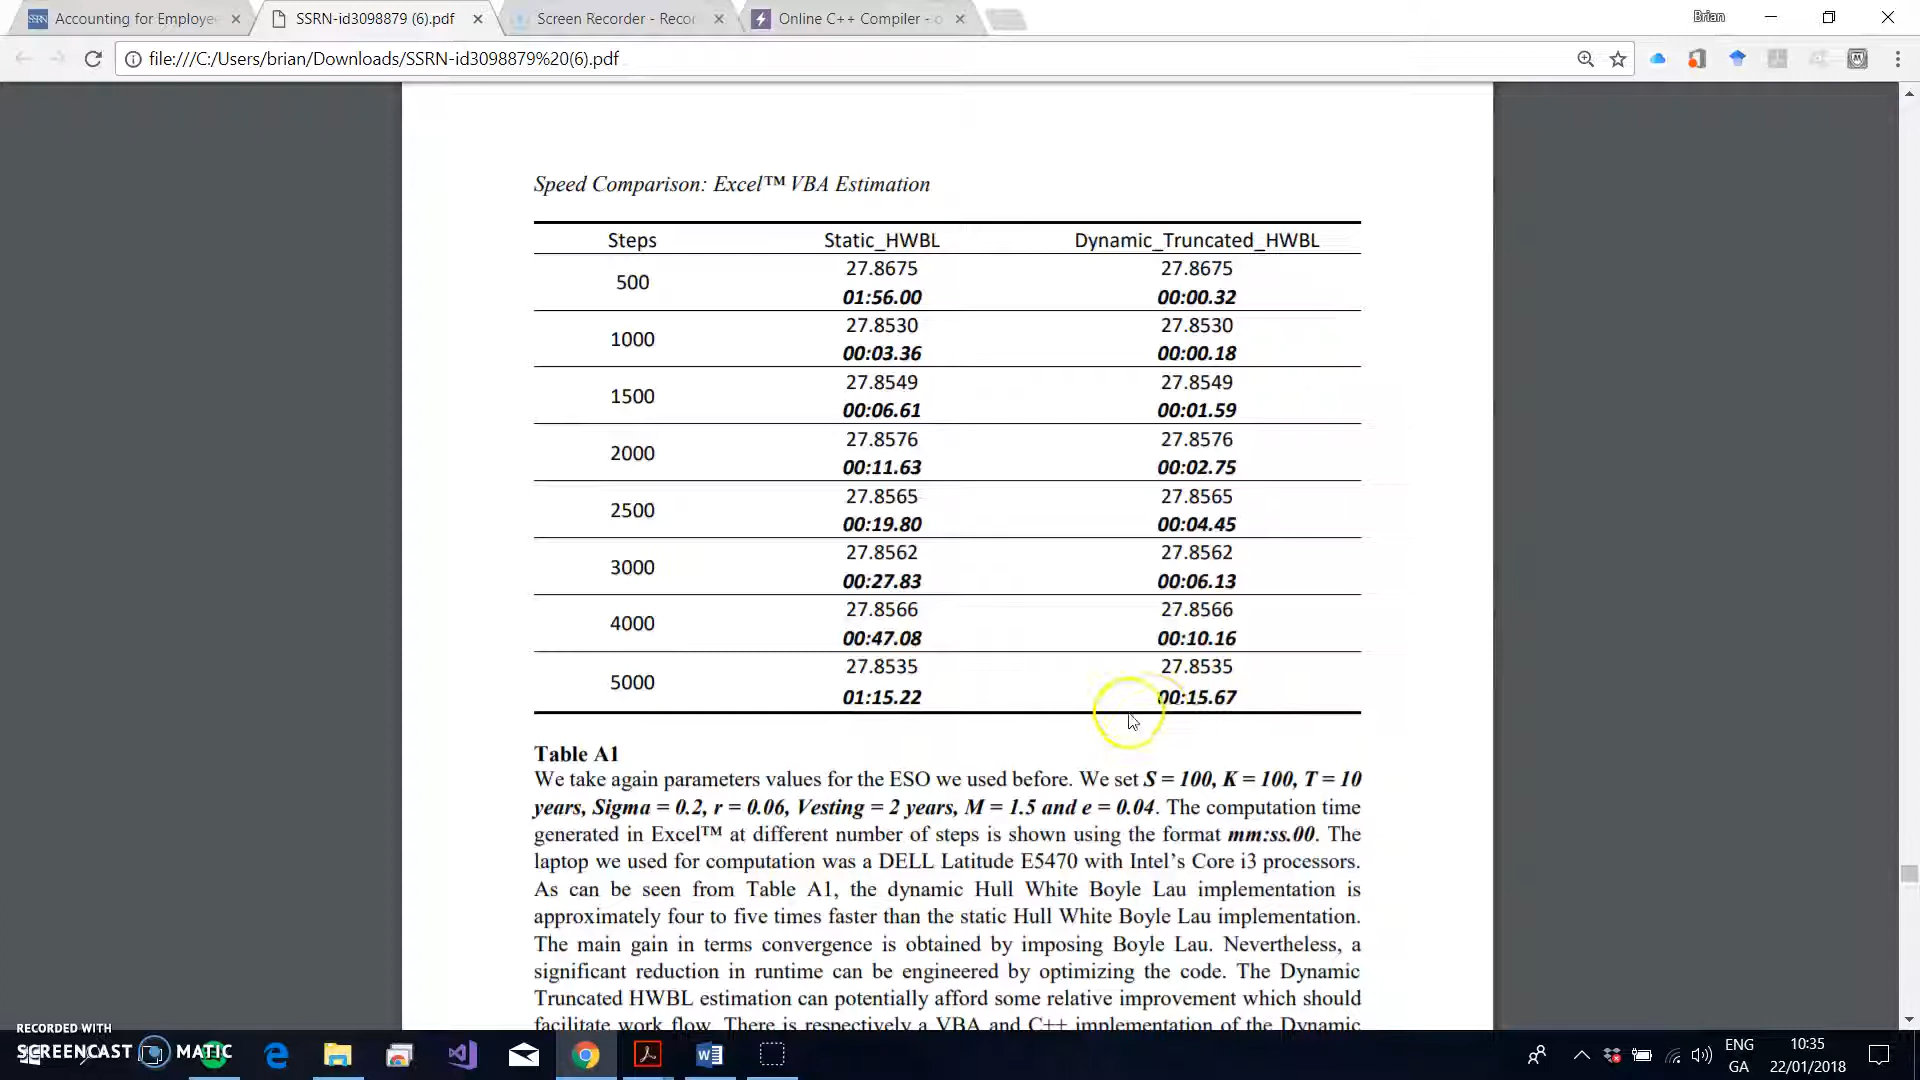 Accounting for Employe
SSRN-id3098879 (6).pdf
Screen Recorder - Reco
Online C++ Compiler - o
Brian
file:///C:/Users/brian/Downloads/SSRN-id3098879%20(6).pdf
Speed Comparison: Excel™ VBA Estimation
Steps Static_HWBL Dynamic_Truncated_HWBL
500 27.8675 27.8675
01:56.00 00:00.32
1000 27.8530 27.8530
00:03.36 00:00.18
1500 27.8549 27.8549
00:06.61 00:01.59
2000 27.8576 27.8576
00:11.63 00:02.75
2500 27.8565 27.8565
00:19.80 00:04.45
3000 27.8562 27.8562
00:27.83 00:06.13
4000 27.8566 27.8566
00:47.08 00:10.16
5000 27.8535 27.8535
01:15.22 00:15.67
Table A1
We take again parameters values for the ESO we used before. We set S = 100, K = 100, T = 10
years, Sigma = 0.2, r = 0.06, Vesting = 2 years, M = 1.5 and e = 0.04. The computation time
generated in Excel™ at different number of steps is shown using the format mm:ss.00. The
laptop we used for computation was a DELL Latitude E5470 with Intel's Core i3 processors.
As can be seen from Table A1, the dynamic Hull White Boyle Lau implementation is
approximately four to five times faster than the static Hull White Boyle Lau implementation.
The main gain in terms convergence is obtained by imposing Boyle Lau. Nevertheless, a
significant reduction in runtime can be engineered by optimizing the code. The Dynamic
Truncated HWBL estimation can potentially afford some relative improvement which should
facilitate work flow. There is respectively a VBA and C++ implementation of the Dynamic
RECORDED WITH
SCREENCAST MATIC
ENG
GA
10:35
22/01/2018